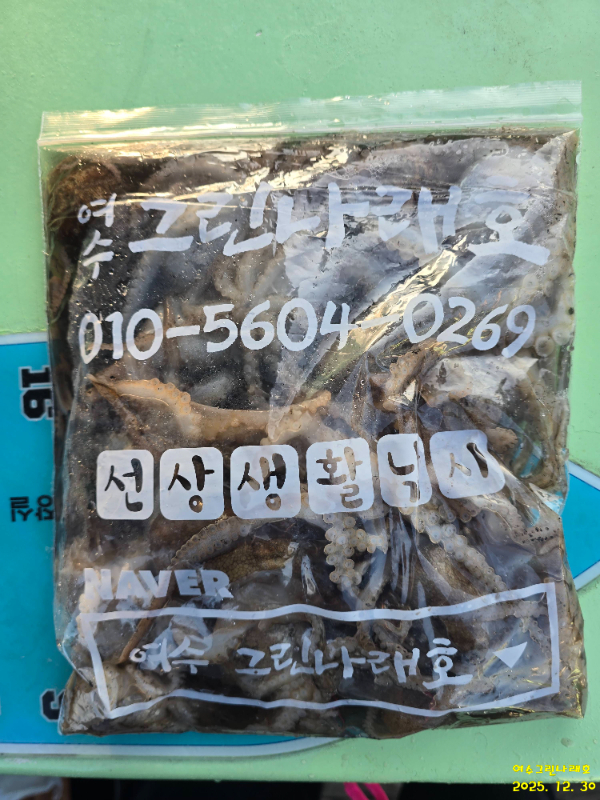 여수 그린나래호
010-5604-0269
선상생활낚시
NAVER
여수 그린나래호
16
여수그린나래호
2025. 12. 30